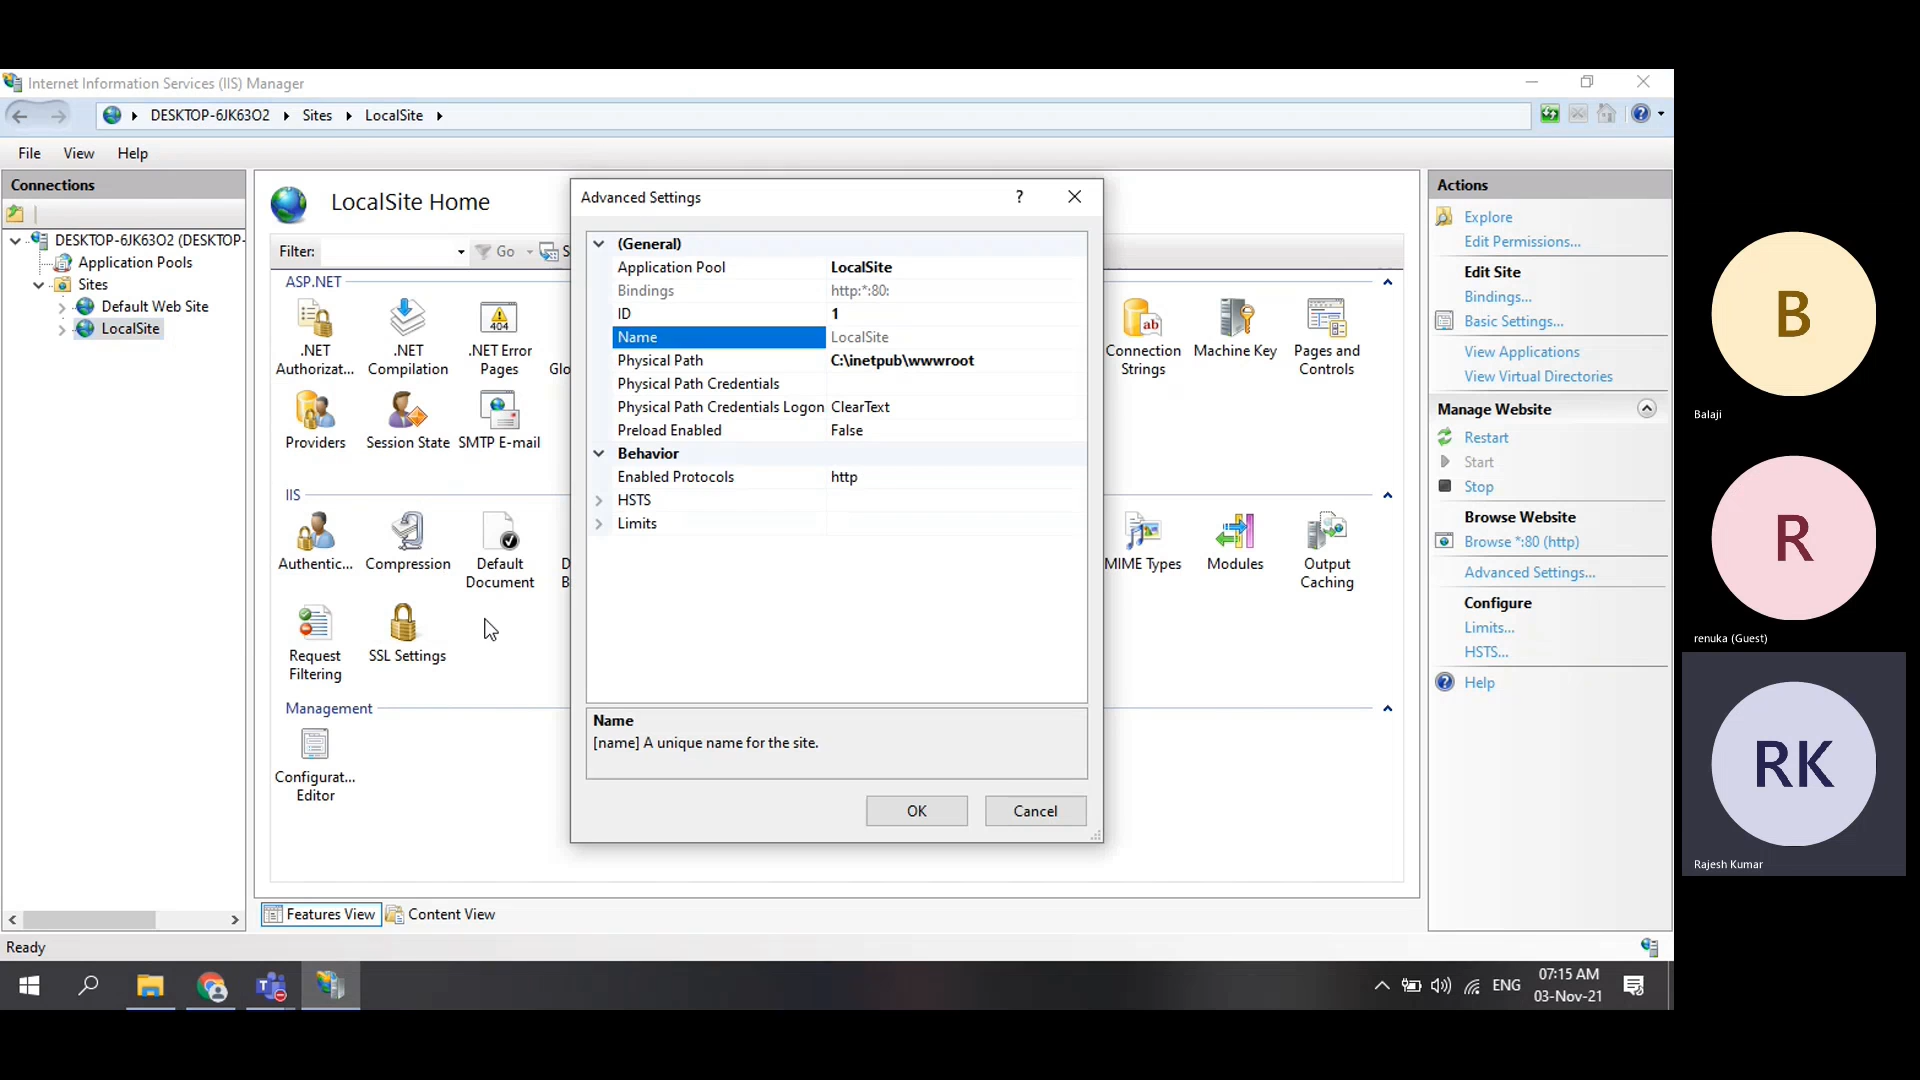 Internet Information Services (IIS) Manager
DESKTOP-6JK63O2 Sites LocalSite
File View Help
Connections
DESKTOP-6JK63O2 (DESKTOP-
Application Pools
Sites
Default Web Site
LocalSite
LocalSite Home
Filter: Go S
ASP.NET
.NET Authorizat...
.NET Compilation
.NET Error Pages
Glo
Connection Strings
Machine Key
Pages and Controls
Providers
Session State
SMTP E-mail
IIS
Authentic...
Compression
Default Document
D
B
MIME Types
Modules
Output Caching
Request Filtering
SSL Settings
Management
Configurat... Editor
Features View
Content View
Advanced Settings
?
(General)
Application Pool LocalSite
Bindings http:*:80:
ID 1
Name LocalSite
Physical Path C:\inetpub\wwwroot
Physical Path Credentials
Physical Path Credentials Logon ClearText
Preload Enabled False
Behavior
Enabled Protocols http
HSTS
Limits
Name
[name] A unique name for the site.
OK
Cancel
Actions
Explore
Edit Permissions...
Edit Site
Bindings...
Basic Settings...
View Applications
View Virtual Directories
Manage Website
Restart
Start
Stop
Browse Website
Browse *:80 (http)
Advanced Settings...
Configure
Limits...
HSTS...
Help
Ready
ENG
07:15 AM
03-Nov-21
B
Balaji
R
renuka (Guest)
RK
Rajesh Kumar